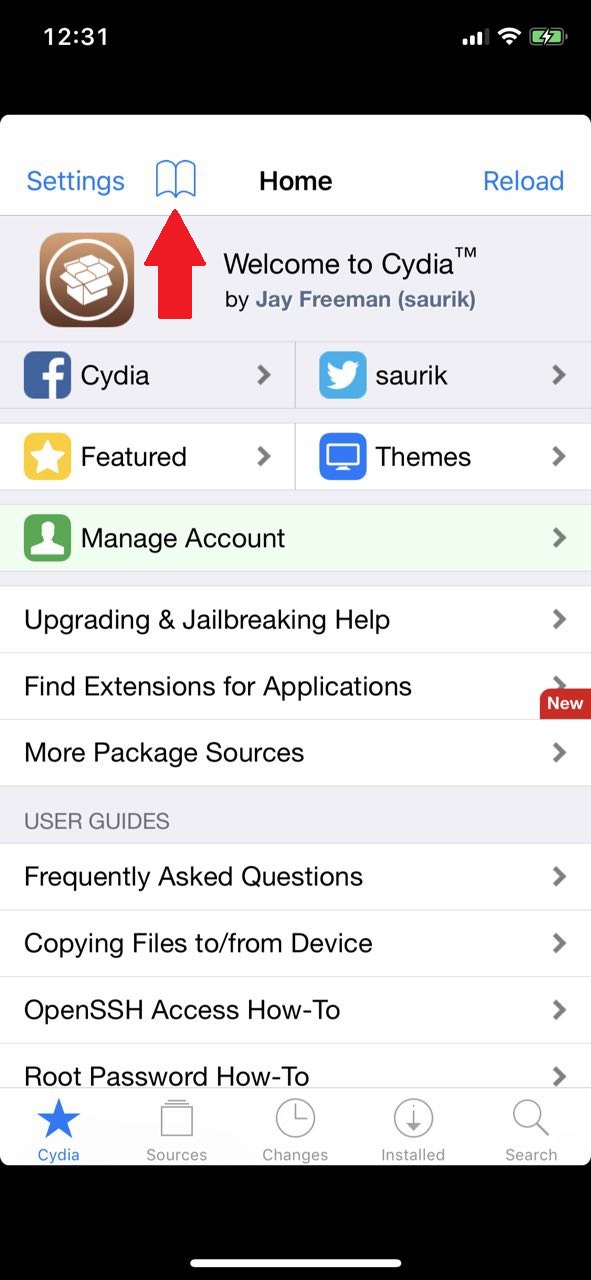 12:31
Settings
Home
Reload
Welcome to Cydia™
by Jay Freeman (saurik)
Cydia
saurik
Featured
Themes
Manage Account
Upgrading & Jailbreaking Help
Find Extensions for Applications
New
More Package Sources
USER GUIDES
Frequently Asked Questions
Copying Files to/from Device
OpenSSH Access How-To
Root Password How-To
Cydia
Sources
Changes
Installed
Search